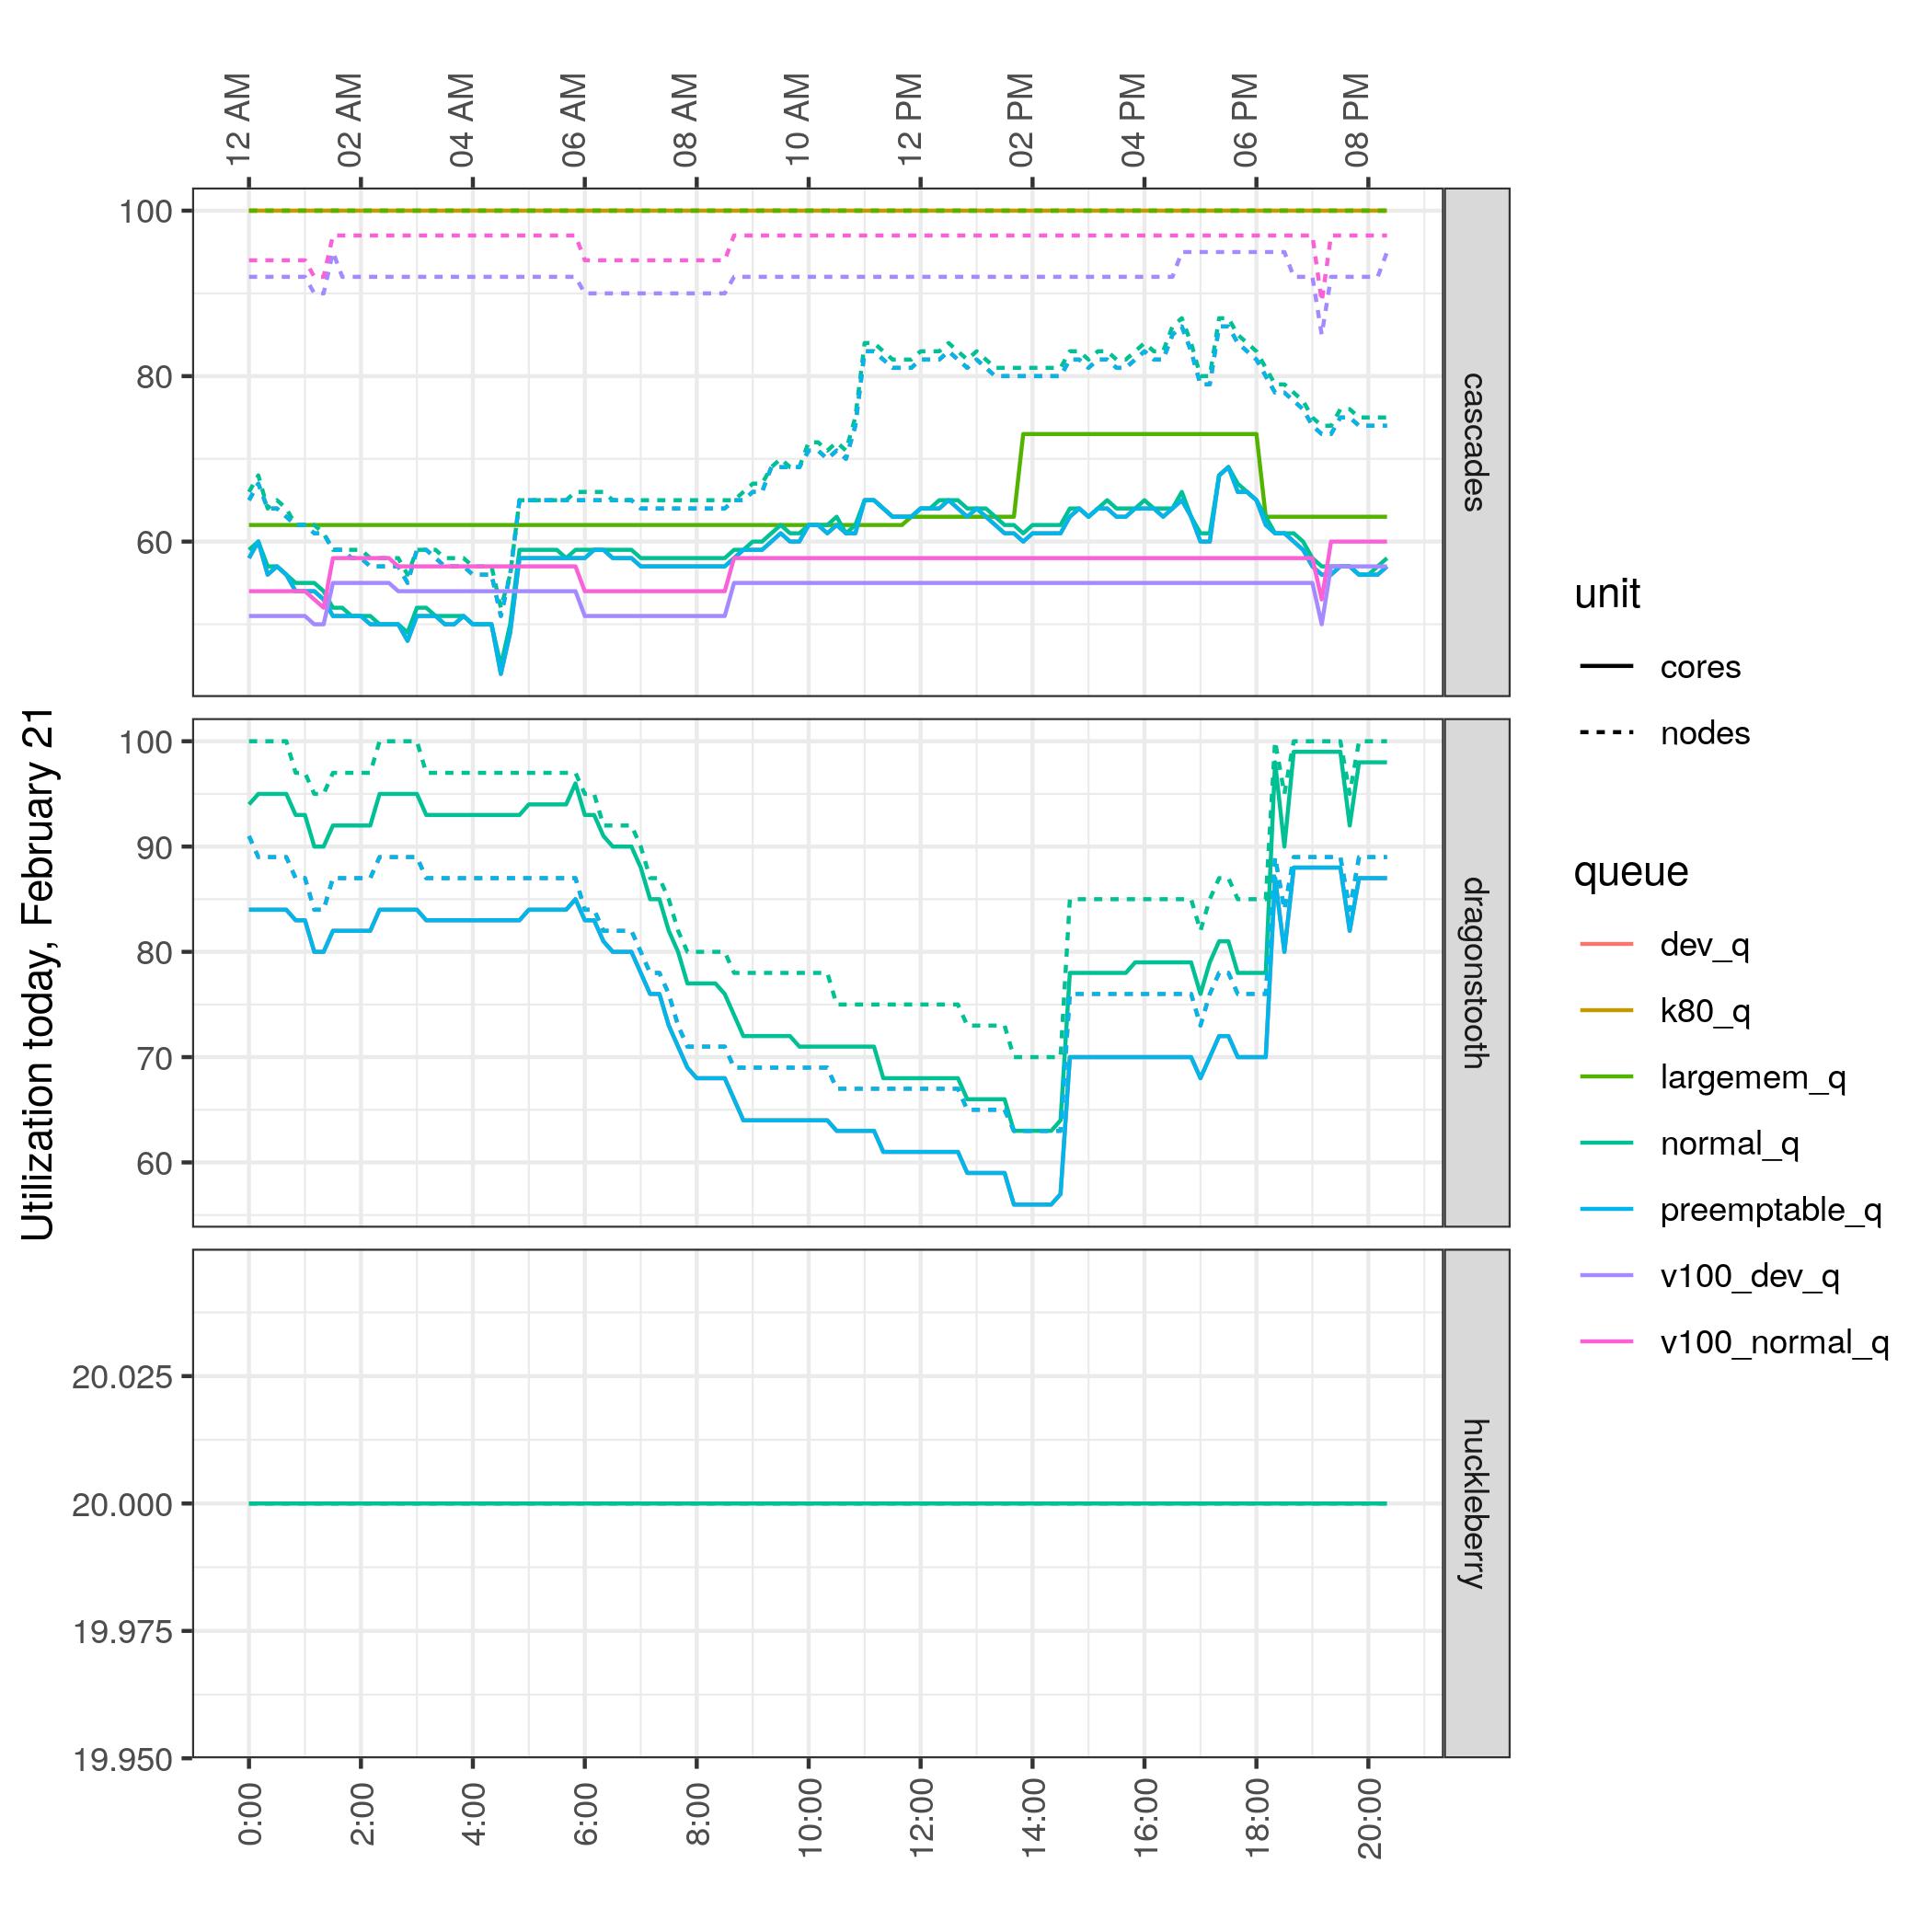 12 AM
02 AM
04 AM
06 AM
08 AM
10 AM
12 PM
02 PM
04 PM
06 PM
08 PM
Utilization today, February 21
100
80
60
cascades
100
90
80
70
60
dragonstooth
20.025
20.000
19.975
19.950
huckleberry
0:00
2:00
4:00
6:00
8:00
10:00
12:00
14:00
16:00
18:00
20:00
unit
cores
nodes
queue
dev_q
k80_q
largemem_q
normal_q
preemptable_q
v100_dev_q
v100_normal_q